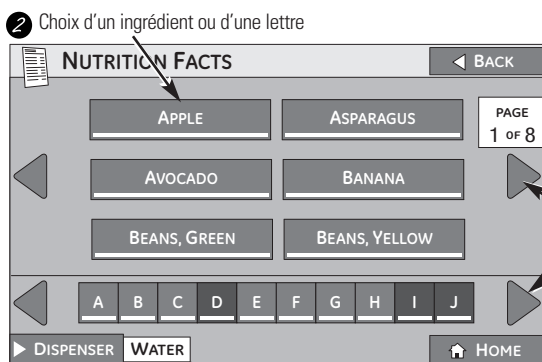 2 Choix d'un ingrédient ou d'une lettre
NUTRITION FACTS
BACK
APPLE
ASPARAGUS
PAGE
1 OF 8
AVOCADO
BANANA
BEANS, GREEN
BEANS, YELLOW
A B C D E F G H I J
DISPENSER
WATER
HOME